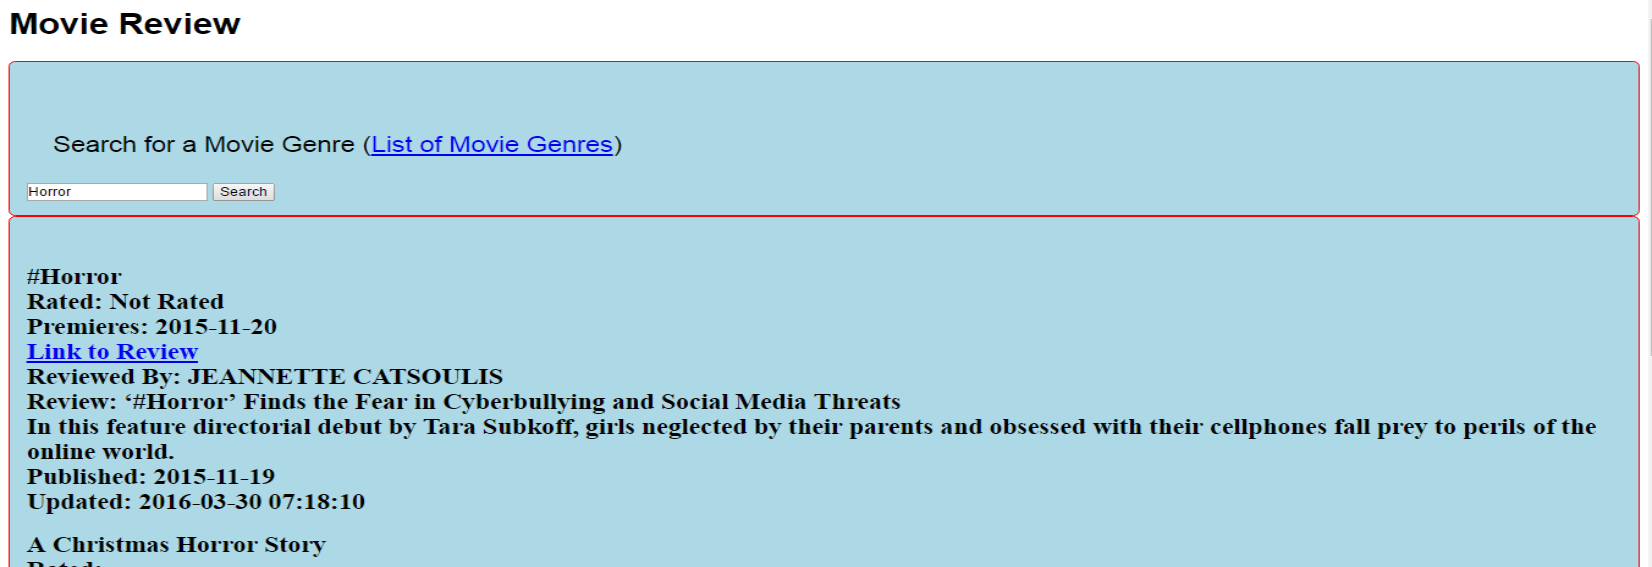 Movie Review
Search for a Movie Genre (List of Movie Genres)
Horror Search
#Horror
Rated: Not Rated
Premieres: 2015-11-20
Link to Review
Reviewed By: JEANNETTE CATSOULIS
Review: ‘#Horror’ Finds the Fear in Cyberbullying and Social Media Threats
In this feature directorial debut by Tara Subkoff, girls neglected by their parents and obsessed with their cellphones fall prey to perils of the
online world.
Published: 2015-11-19
Updated: 2016-03-30 07:18:10
A Christmas Horror Story
Rated: